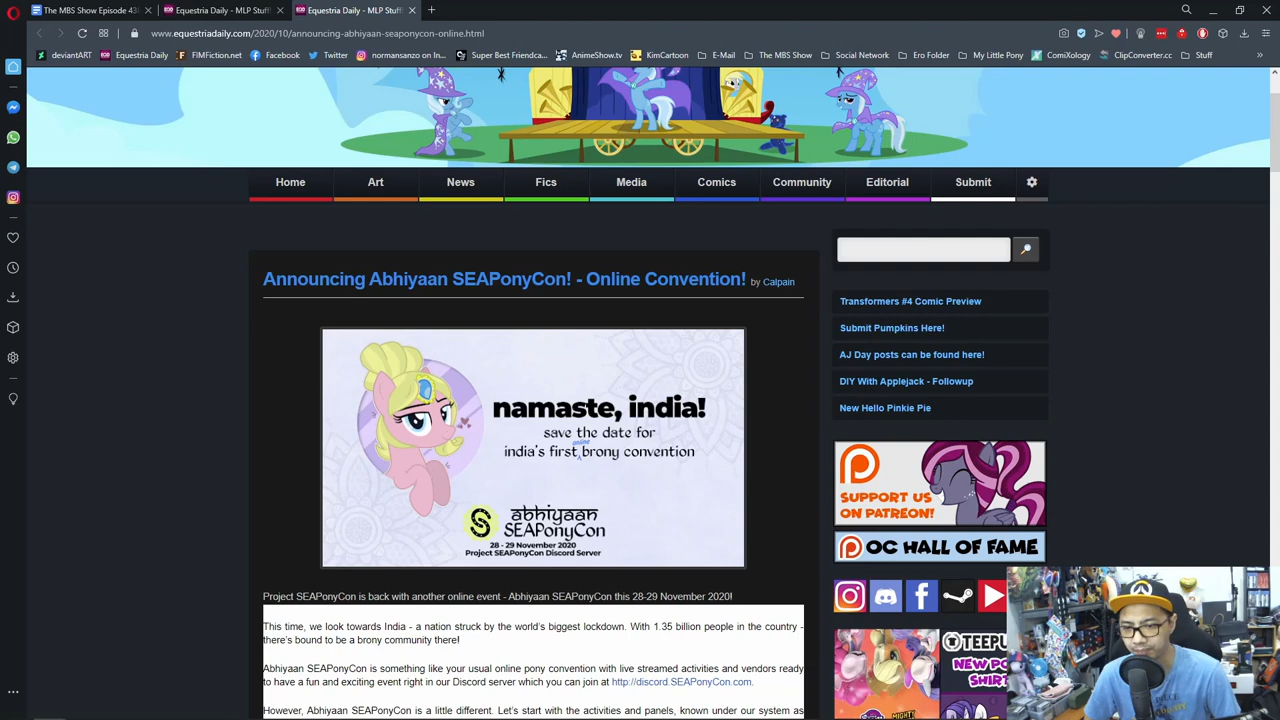 The MBS Show Episode 43
Equestria Daily - MLP Stuff!
Equestria Daily - MLP Stuff!
www.equestriadaily.com/2020/10/announcing-abhiyaan-seaponycon-online.html
deviantART
Equestria Daily
FIMFiction.net
Facebook
Twitter
normansanzo on In...
Super Best Friendca...
AnimeShow.tv
KimCartoon
E-Mail
The MBS Show
Social Network
Ero Folder
My Little Pony
ComiXology
ClipConverter.cc
Stuff
Home
Art
News
Fics
Media
Comics
Community
Editorial
Submit
Announcing Abhiyaan SEAPonyCon! - Online Convention! by Calpain
namaste, india!
save the date for
online
india's first brony convention
abhiyaan
SEAPonyCon
28 - 29 November 2020
Project SEAPonyCon Discord Server
Project SEAPonyCon is back with another online event - Abhiyaan SEAPonyCon this 28-29 November 2020!
This time, we look towards India - a nation struck by the world's biggest lockdown. With 1.35 billion people in the country -
there's bound to be a brony community there!
Abhiyaan SEAPonyCon is something like your usual online pony convention with live streamed activities and vendors ready
to have a fun and exciting event right in our Discord server which you can join at http://discord.SEAPonyCon.com.
However, Abhiyaan SEAPonyCon is a little different. Let's start with the activities and panels, known under our system as
Transformers #4 Comic Preview
Submit Pumpkins Here!
AJ Day posts can be found here!
DIY With Applejack - Followup
New Hello Pinkie Pie
SUPPORT US
ON PATREON!
OC HALL OF FAME
TEEPU
NEW PO
SHIRT
MIGHTY